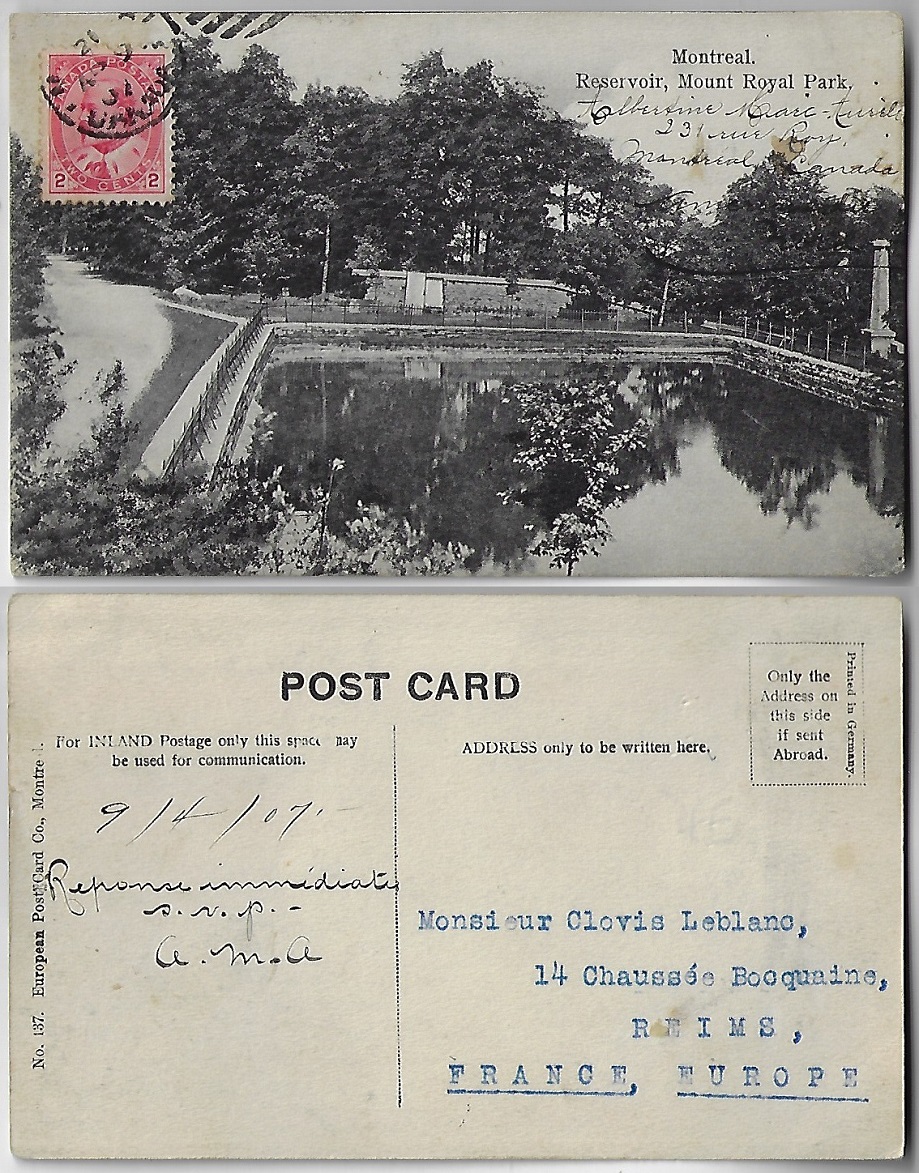 CANADA POSTAGE
TWO CENTS
2 2
Montreal.
Reservoir, Mount Royal Park.
Albertine Marc-Aurèle
231 rue Roy,
Montréal, Canada
POST CARD
For INLAND Postage only this space may
be used for communication.
ADDRESS only to be written here.
Only the
Address on
this side
if sent
Abroad.
Printed in Germany.
9/4/07.-
Reponse immédiate
s.v.p.-
A.M.A
Monsieur Clovis Leblanc,
14 Chaussée Bocquaine,
REIMS,
FRANCE, EUROPE
No. 137. European Post Card Co., Montreal.